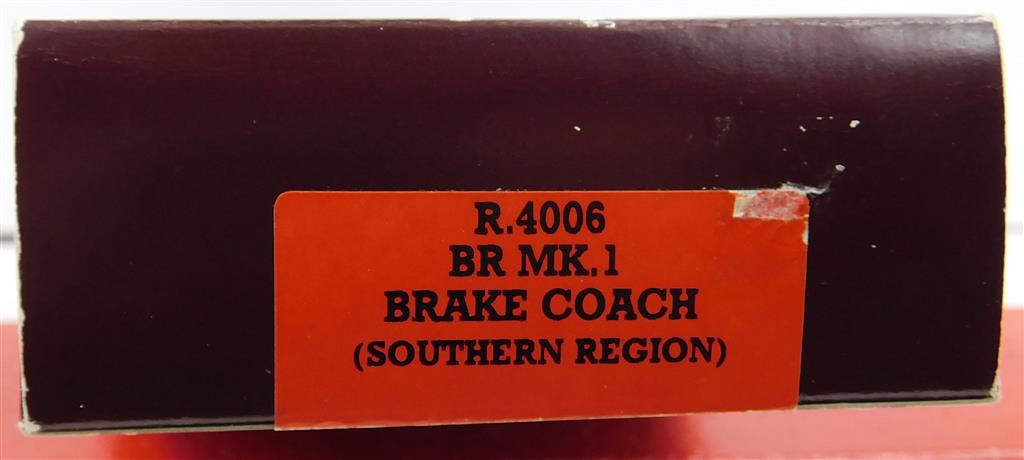 R.4006
BR MK.1
BRAKE COACH
(SOUTHERN REGION)